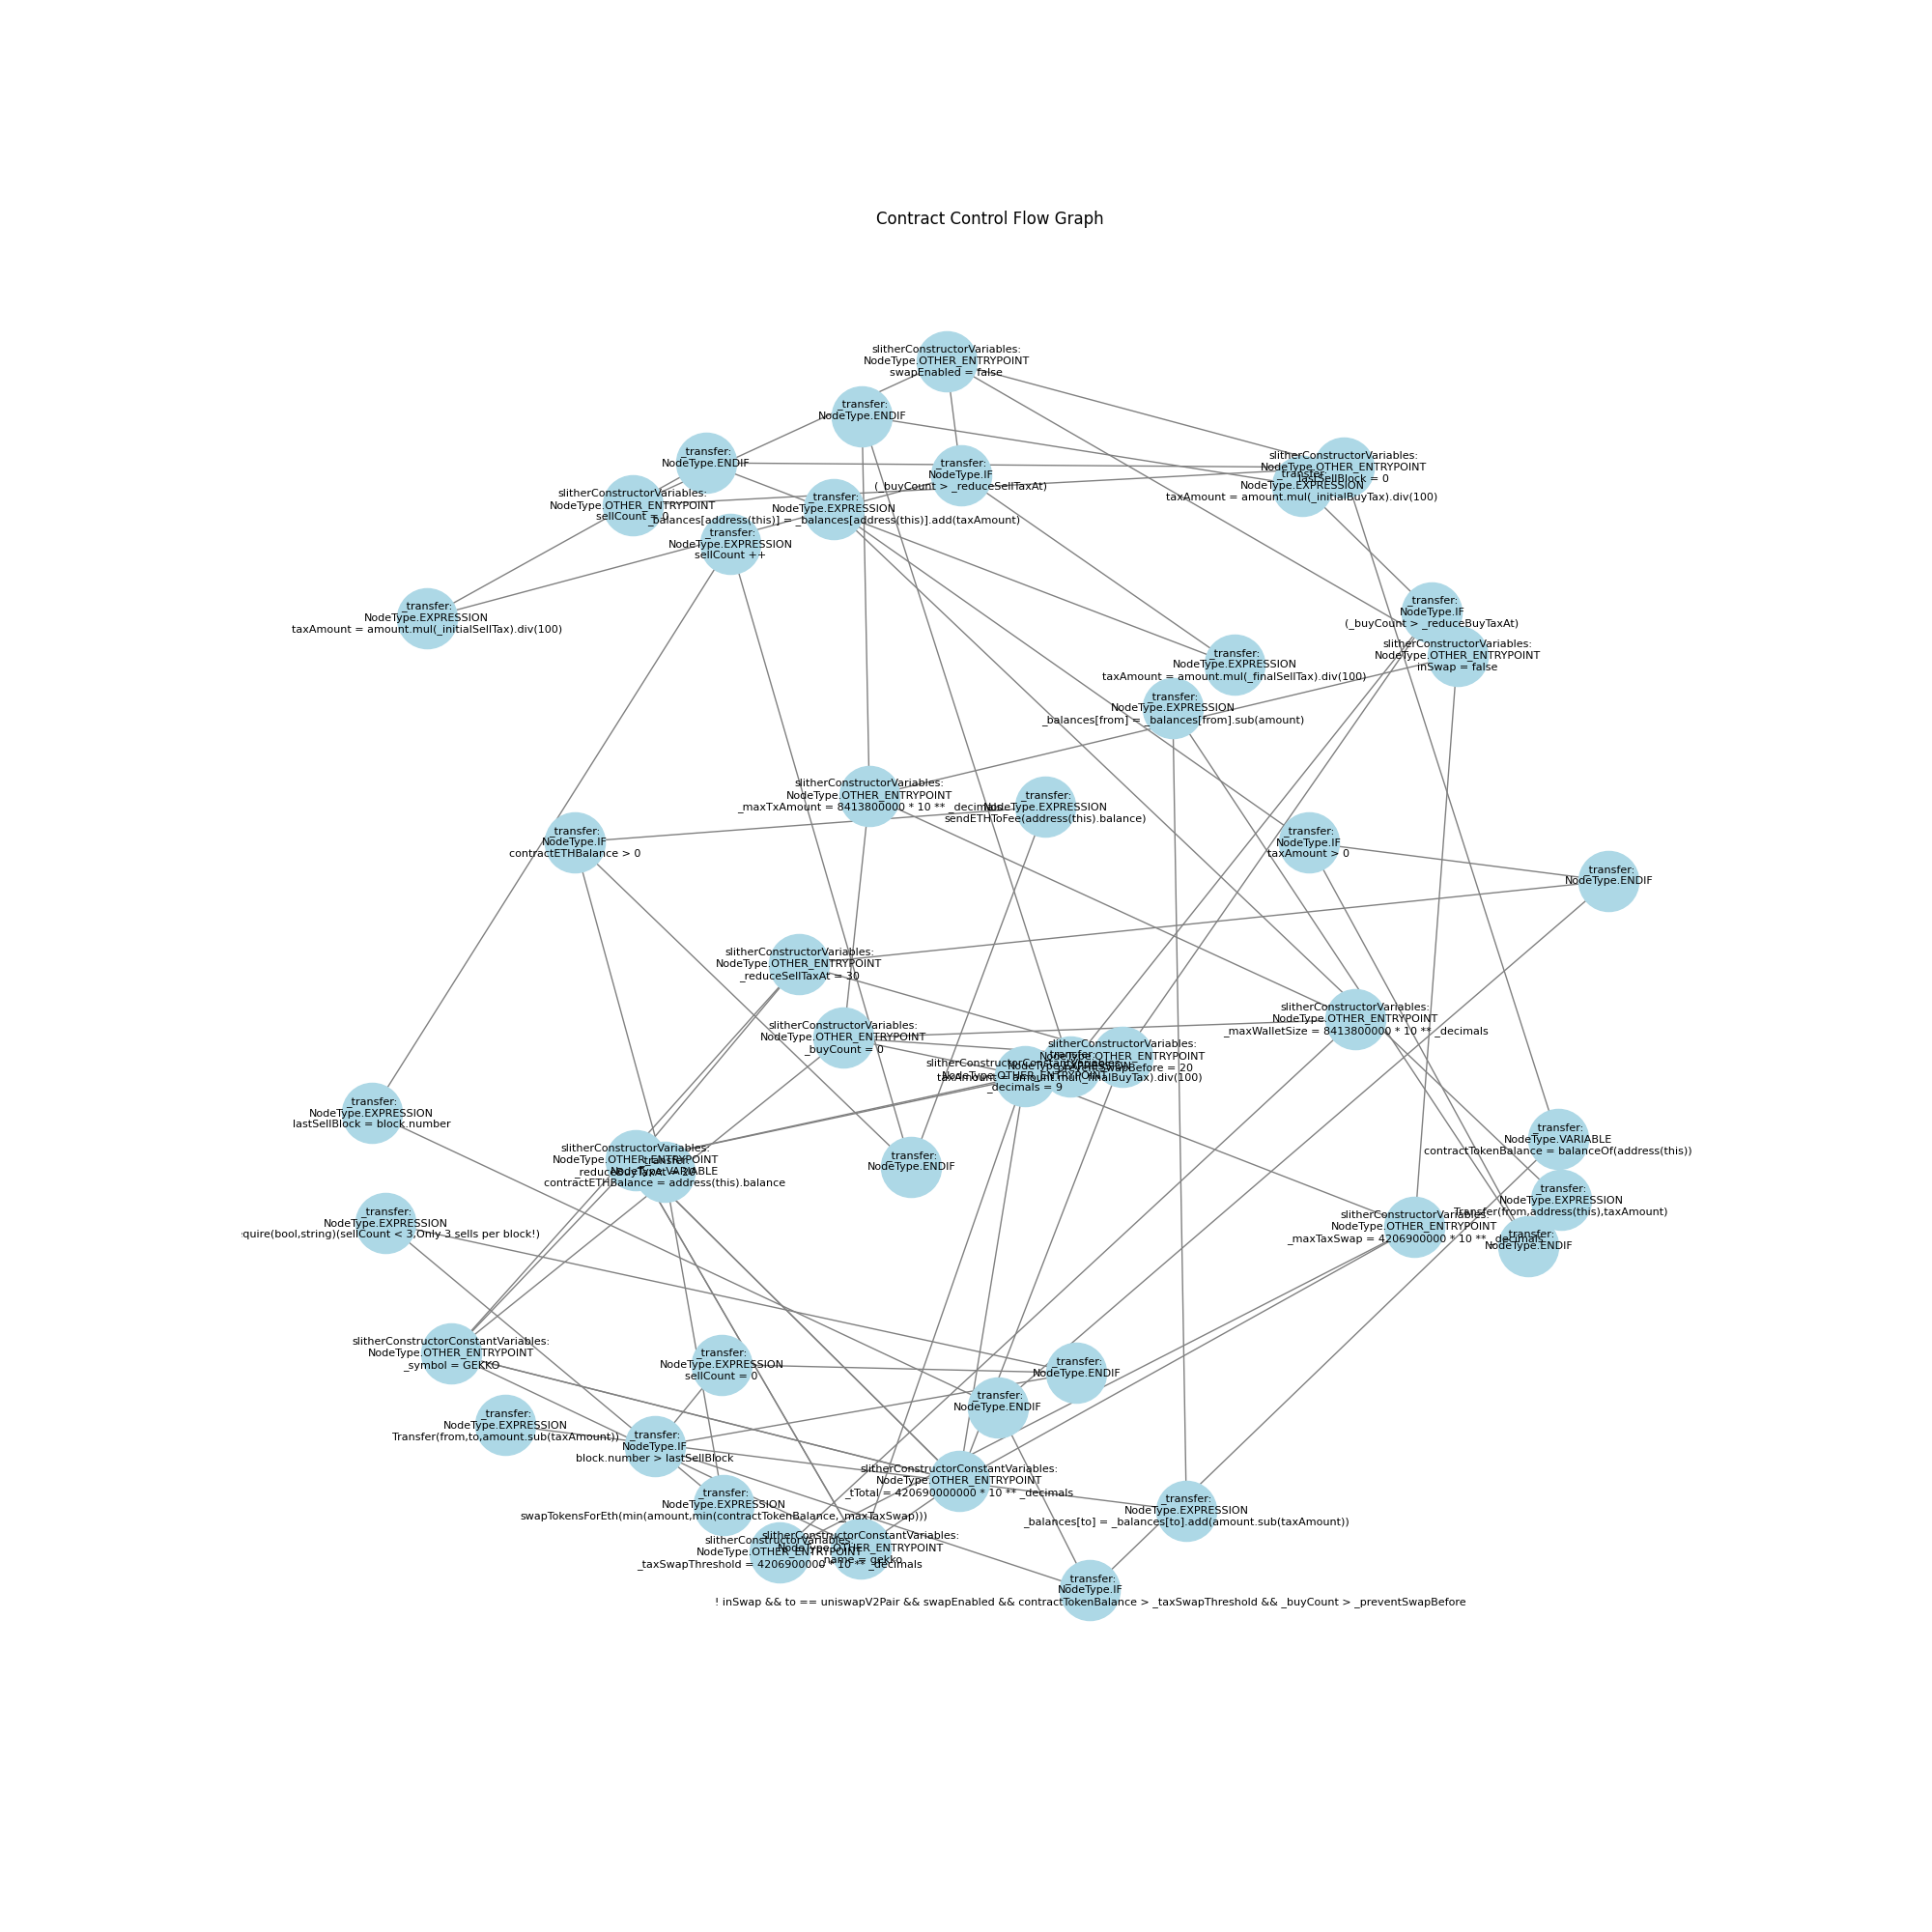 Contract Control Flow Graph
slitherConstructorVariables:
NodeType.OTHER_ENTRYPOINT
swapEnabled = false
_transfer:
NodeType.ENDIF
_transfer:
NodeType.ENDIF
_transfer:
NodeType.IF
(_buyCount > _reduceSellTaxAt)
slitherConstructorVariables:
NodeType.OTHER_ENTRYPOINT
lastSellBlock = 0
_transfer:
NodeType.EXPRESSION
taxAmount = amount.mul(_initialBuyTax).div(100)
slitherConstructorVariables:
NodeType.OTHER_ENTRYPOINT
sellCount = 0
_transfer:
NodeType.EXPRESSION
_balances[address(this)] = _balances[address(this)].add(taxAmount)
_transfer:
NodeType.EXPRESSION
sellCount ++
_transfer:
NodeType.EXPRESSION
taxAmount = amount.mul(_initialSellTax).div(100)
_transfer:
NodeType.IF
(_buyCount > _reduceBuyTaxAt)
slitherConstructorVariables:
NodeType.OTHER_ENTRYPOINT
inSwap = false
_transfer:
NodeType.EXPRESSION
taxAmount = amount.mul(_finalSellTax).div(100)
_transfer:
NodeType.EXPRESSION
_balances[from] = _balances[from].sub(amount)
slitherConstructorVariables:
NodeType.OTHER_ENTRYPOINT
_maxTxAmount = 8413800000 * 10 ** _decimals
_transfer:
NodeType.EXPRESSION
sendETHToFee(address(this).balance)
_transfer:
NodeType.IF
contractETHBalance > 0
_transfer:
NodeType.IF
taxAmount > 0
_transfer:
NodeType.ENDIF
slitherConstructorVariables:
NodeType.OTHER_ENTRYPOINT
_reduceSellTaxAt = 30
slitherConstructorVariables:
NodeType.OTHER_ENTRYPOINT
_maxWalletSize = 8413800000 * 10 ** _decimals
slitherConstructorVariables:
NodeType.OTHER_ENTRYPOINT
_buyCount = 0
slitherConstructorVariables:
NodeType.OTHER_ENTRYPOINT
taxAmount = amount.mul(_finalBuyTax).div(100)
slitherConstructorConstantVariables:
NodeType.OTHER_ENTRYPOINT
_decimals = 9
_transfer:
NodeType.EXPRESSION
lastSellBlock = block.number
_transfer:
NodeType.VARIABLE
contractTokenBalance = balanceOf(address(this))
slitherConstructorVariables:
NodeType.OTHER_ENTRYPOINT
NodeType.VARIABLE
contractETHBalance = address(this).balance
_transfer:
NodeType.ENDIF
_transfer:
NodeType.EXPRESSION
Transfer(from,address(this),taxAmount)
_transfer:
NodeType.EXPRESSION
quire(bool,string)(sellCount < 3,Only 3 sells per block!)
slitherConstructorVariables:
NodeType.OTHER_ENTRYPOINT
_maxTaxSwap = 4206900000 * 10 ** _decimals
_transfer:
NodeType.ENDIF
slitherConstructorConstantVariables:
NodeType.OTHER_ENTRYPOINT
_symbol = GEKKO
_transfer:
NodeType.EXPRESSION
sellCount = 0
_transfer:
NodeType.ENDIF
_transfer:
NodeType.ENDIF
_transfer:
NodeType.EXPRESSION
Transfer(from,to,amount.sub(taxAmount))
_transfer:
NodeType.IF
block.number > lastSellBlock
slitherConstructorConstantVariables:
NodeType.OTHER_ENTRYPOINT
_tTotal = 420690000000 * 10 ** _decimals
_transfer:
NodeType.EXPRESSION
swapTokensForEth(min(amount,min(contractTokenBalance,_maxTaxSwap)))
_transfer:
NodeType.EXPRESSION
_balances[to] = _balances[to].add(amount.sub(taxAmount))
slitherConstructorVariables:
NodeType.OTHER_ENTRYPOINT
_taxSwapThreshold = 4206900000 * 10 ** _decimals
slitherConstructorConstantVariables:
NodeType.OTHER_ENTRYPOINT
_name = gekko
_transfer:
NodeType.IF
! inSwap && to == uniswapV2Pair && swapEnabled && contractTokenBalance > _taxSwapThreshold && _buyCount > _preventSwapBefore